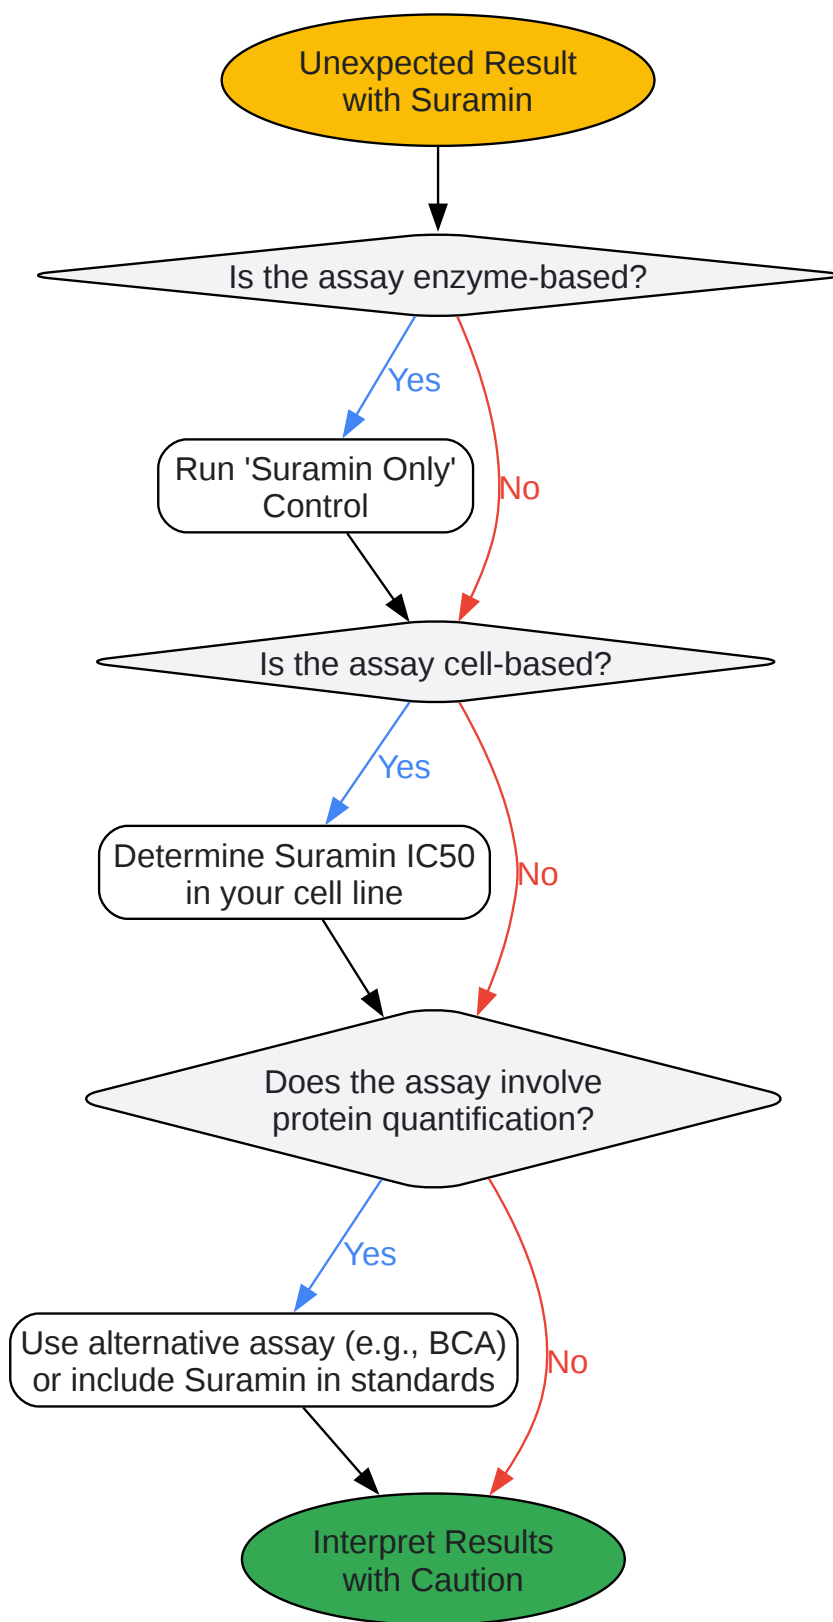 Unexpected Result
with Suramin
Is the assay enzyme-based?
Yes
Run 'Suramin Only'
Control
No
Is the assay cell-based?
Yes
Determine Suramin IC50
in your cell line
No
Does the assay involve
protein quantification?
Yes
Use alternative assay (e.g., BCA)
or include Suramin in standards
No
Interpret Results
with Caution